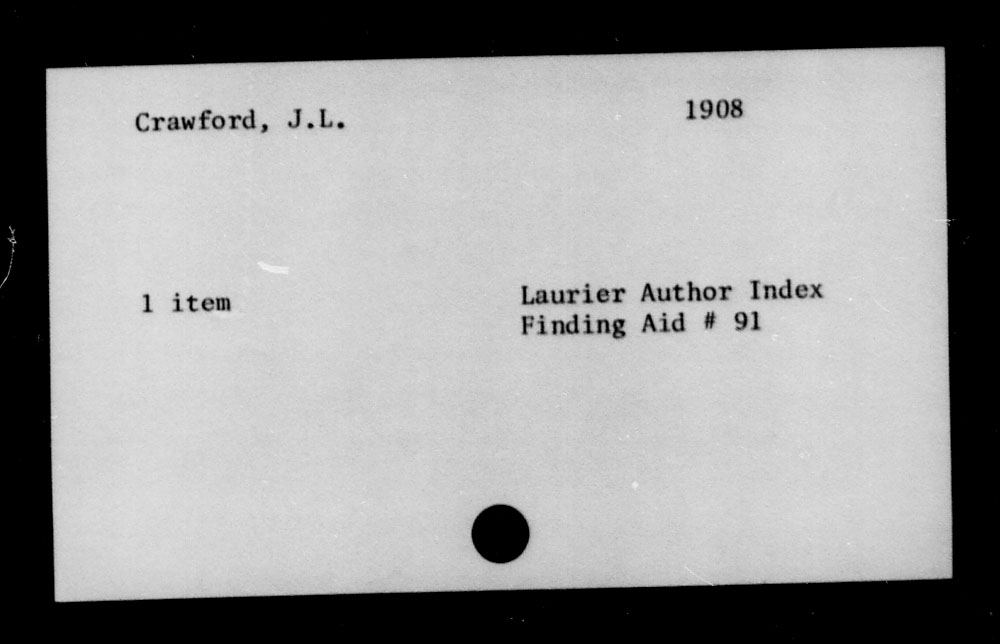 Crawford, J.L. 1908
1 item
Laurier Author Index
Finding Aid # 91